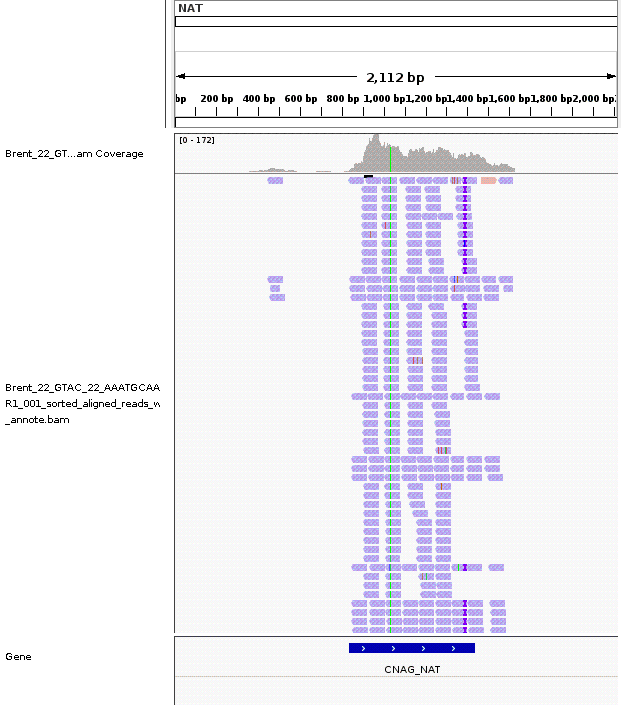 NAT
2,112 bp
bp 200 bp 400 bp 600 bp 800 bp 1,000 bp 1,200 bp 1,400 bp 1,600 bp 1,800 bp 2,000 bp
[0 - 172]
Brent_22_GT...am Coverage
Brent_22_GTAC_22_AAATGCAA
R1_001_sorted_aligned_reads_w
_annote.bam
Gene
CNAG_NAT